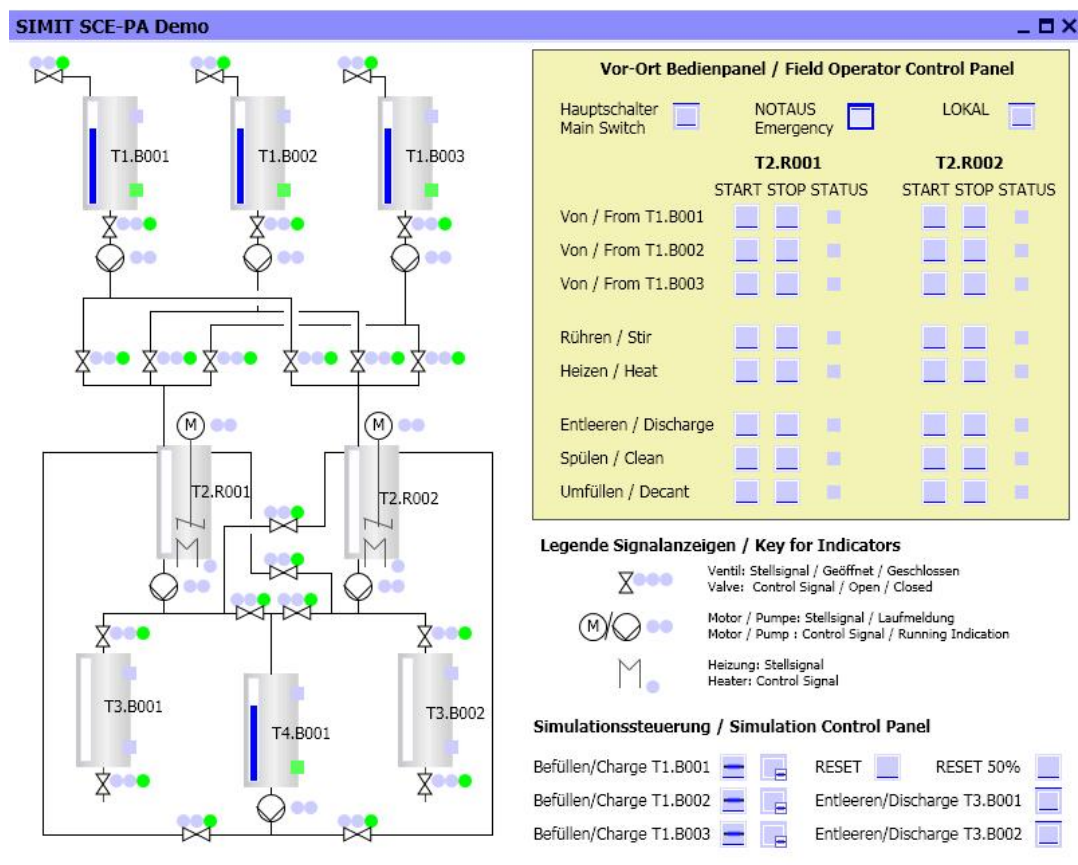 SIMIT SCE-PA Demo
T1.B001
T1.B002
T1.B003
M
M
T2.R001
T2.R002
T3.B001
T4.B001
T3.B002
Vor-Ort Bedienpanel / Field Operator Control Panel
Hauptschalter
Main Switch
NOTAUS
Emergency
LOKAL
T2.R001 T2.R002
START STOP STATUS START STOP STATUS
Von / From T1.B001
Von / From T1.B002
Von / From T1.B003
Rühren / Stir
Heizen / Heat
Entleeren / Discharge
Spülen / Clean
Umfüllen / Decant
Legende Signalanzeigen / Key for Indicators
Ventil: Stellsignal / Geöffnet / Geschlossen
Valve: Control Signal / Open / Closed
M
Motor / Pumpe: Stellsignal / Laufmeldung
Motor / Pump : Control Signal / Running Indication
Heizung: Stellsignal
Heater: Control Signal
Simulationssteuerung / Simulation Control Panel
Befüllen/Charge T1.B001 RESET RESET 50%
Befüllen/Charge T1.B002 Entleeren/Discharge T3.B001
Befüllen/Charge T1.B003 Entleeren/Discharge T3.B002